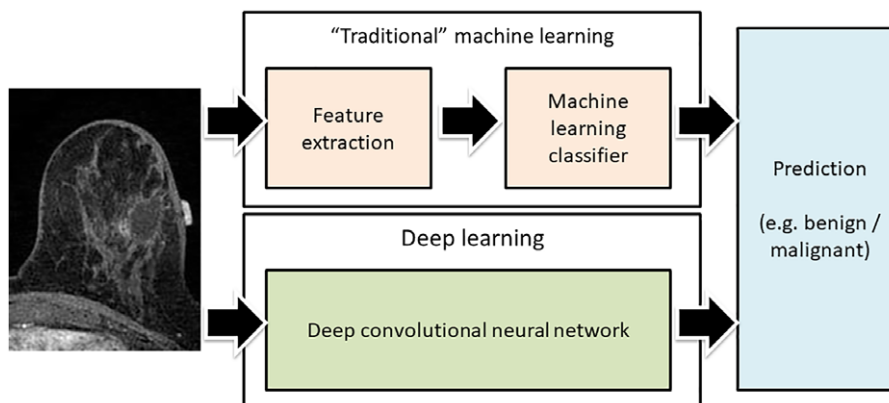 “Traditional” machine learning
Feature
extraction
Machine
learning
classifier
Prediction
(e.g. benign /
malignant)
Deep learning
Deep convolutional neural network